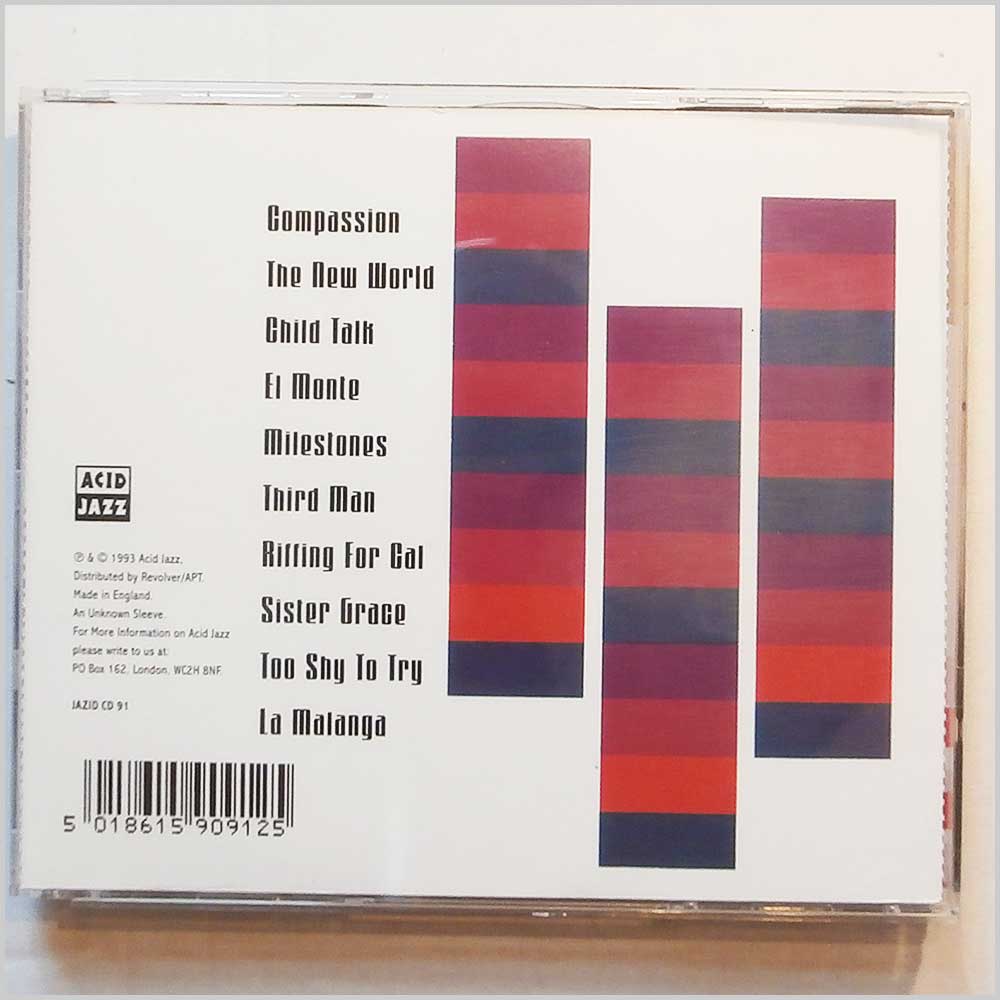 Compassion
The New World
Child Talk
El Monte
Milestones
Third Man
Riffing For Cal
Sister Grace
Too Shy To Try
La Malanga
ACID
JAZZ
℗ & © 1993 Acid Jazz.
Distributed by Revolver/APT.
Made in England.
An Unknown Sleeve.
For More Information on Acid Jazz
please write to us at:
PO Box 162, London, WC2H 8NF.
JAZID CD 91
5 018615 909125